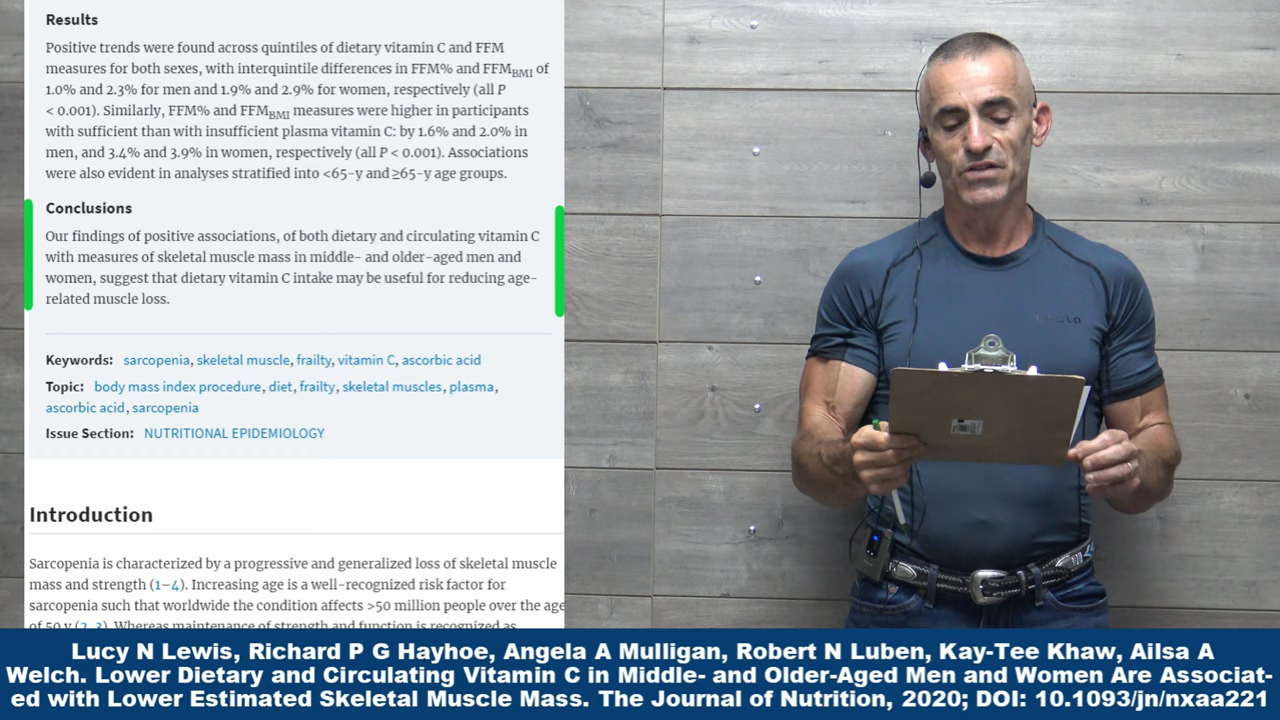 Results
Positive trends were found across quintiles of dietary vitamin C and FFM
measures for both sexes, with interquintile differences in FFM% and FFMBMI of
1.0% and 2.3% for men and 1.9% and 2.9% for women, respectively (all P
< 0.001). Similarly, FFM% and FFMBMI measures were higher in participants
with sufficient than with insufficient plasma vitamin C: by 1.6% and 2.0% in
men, and 3.4% and 3.9% in women, respectively (all P < 0.001). Associations
were also evident in analyses stratified into <65-y and ≥65-y age groups.
Conclusions
Our findings of positive associations, of both dietary and circulating vitamin C
with measures of skeletal muscle mass in middle- and older-aged men and
women, suggest that dietary vitamin C intake may be useful for reducing age-
related muscle loss.
Keywords: sarcopenia, skeletal muscle, frailty, vitamin C, ascorbic acid
Topic: body mass index procedure, diet, frailty, skeletal muscles, plasma,
ascorbic acid, sarcopenia
Issue Section: NUTRITIONAL EPIDEMIOLOGY
Introduction
Sarcopenia is characterized by a progressive and generalized loss of skeletal muscle
mass and strength (1–4). Increasing age is a well-recognized risk factor for
sarcopenia such that worldwide the condition affects >50 million people over the age
of 50 y (2, 3). Whereas maintenance of strength and function is recognized as
Lucy N Lewis, Richard P G Hayhoe, Angela A Mulligan, Robert N Luben, Kay-Tee Khaw, Ailsa A
Welch. Lower Dietary and Circulating Vitamin C in Middle- and Older-Aged Men and Women Are Associat-
ed with Lower Estimated Skeletal Muscle Mass. The Journal of Nutrition, 2020; DOI: 10.1093/jn/nxaa221